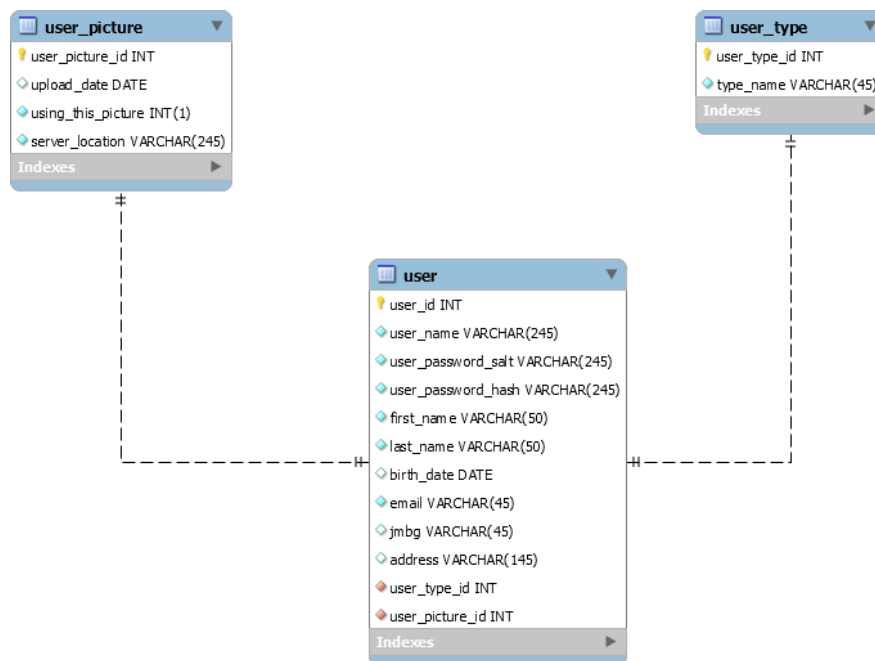 user_picture
user_picture_id INT
upload_date DATE
using_this_picture INT(1)
server_location VARCHAR(245)
Indexes
user_type
user_type_id INT
type_name VARCHAR(45)
Indexes
user
user_id INT
user_name VARCHAR(245)
user_password_salt VARCHAR(245)
user_password_hash VARCHAR(245)
first_name VARCHAR(50)
last_name VARCHAR(50)
birth_date DATE
email VARCHAR(45)
jmbg VARCHAR(45)
address VARCHAR(145)
user_type_id INT
user_picture_id INT
Indexes